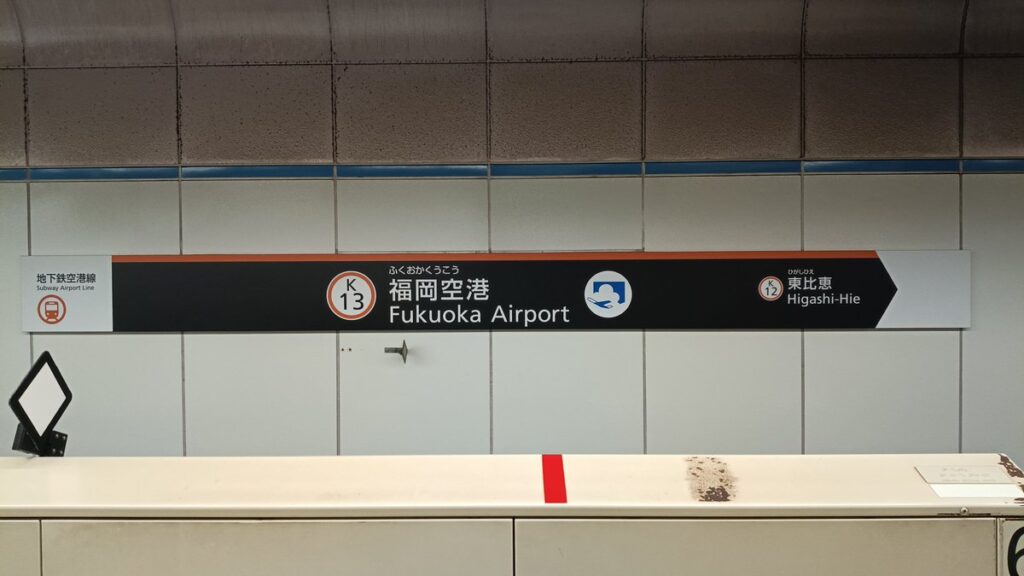 地下鉄空港線
Subway Airport Line
K
13
ふくおかくうこう
福岡空港
Fukuoka Airport
K
12
ひがしひえ
東比恵
Higashi-Hie